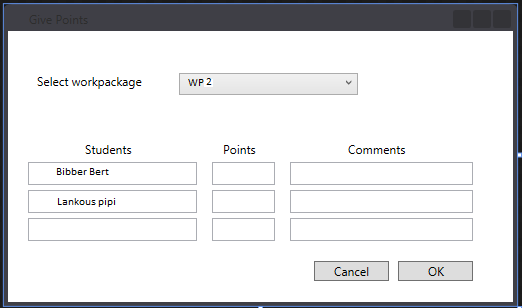 Give Points
Select workpackage WP 2
Students Points Comments
Bibber Bert
Lankous pipi
Cancel OK